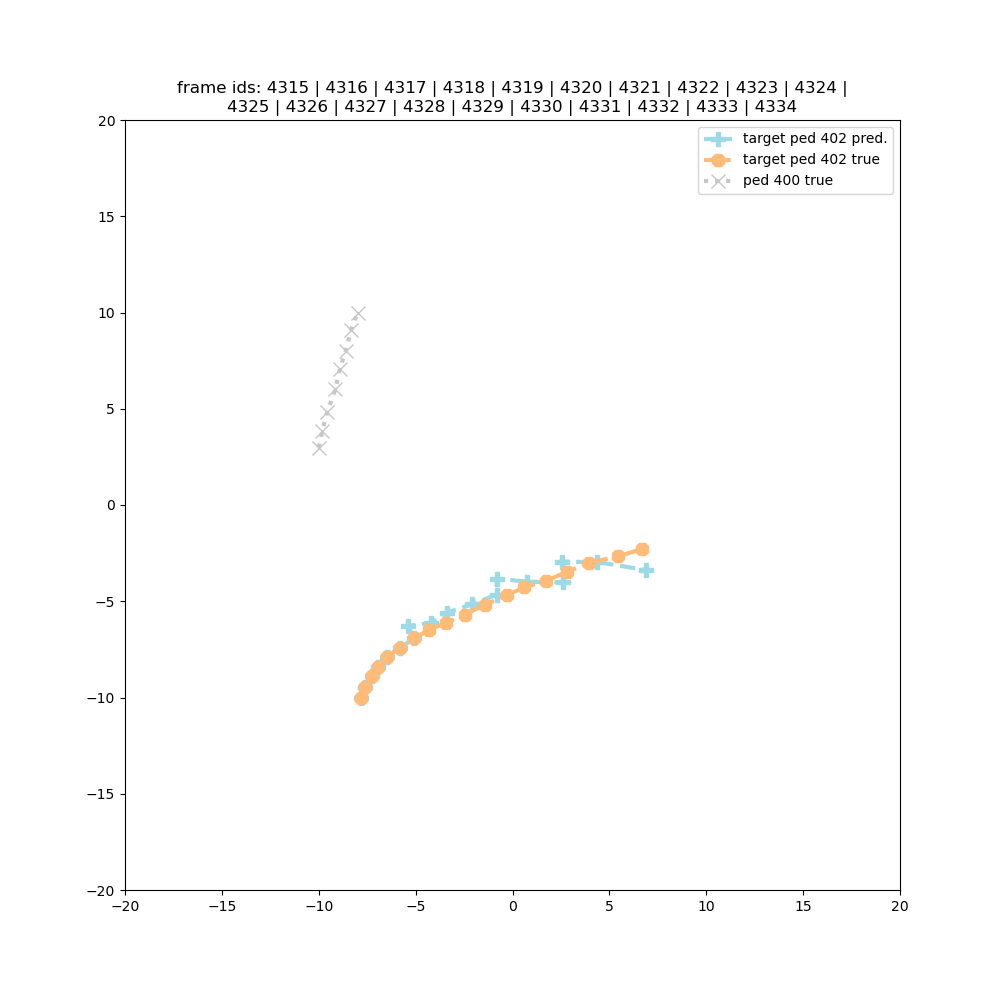 frame ids: 4315 | 4316 | 4317 | 4318 | 4319 | 4320 | 4321 | 4322 | 4323 | 4324 |
4325 | 4326 | 4327 | 4328 | 4329 | 4330 | 4331 | 4332 | 4333 | 4334
target ped 402 pred.
target ped 402 true
ped 400 true
20
15
10
5
0
−5
−10
−15
−20
−20 −15 −10 −5 0 5 10 15 20